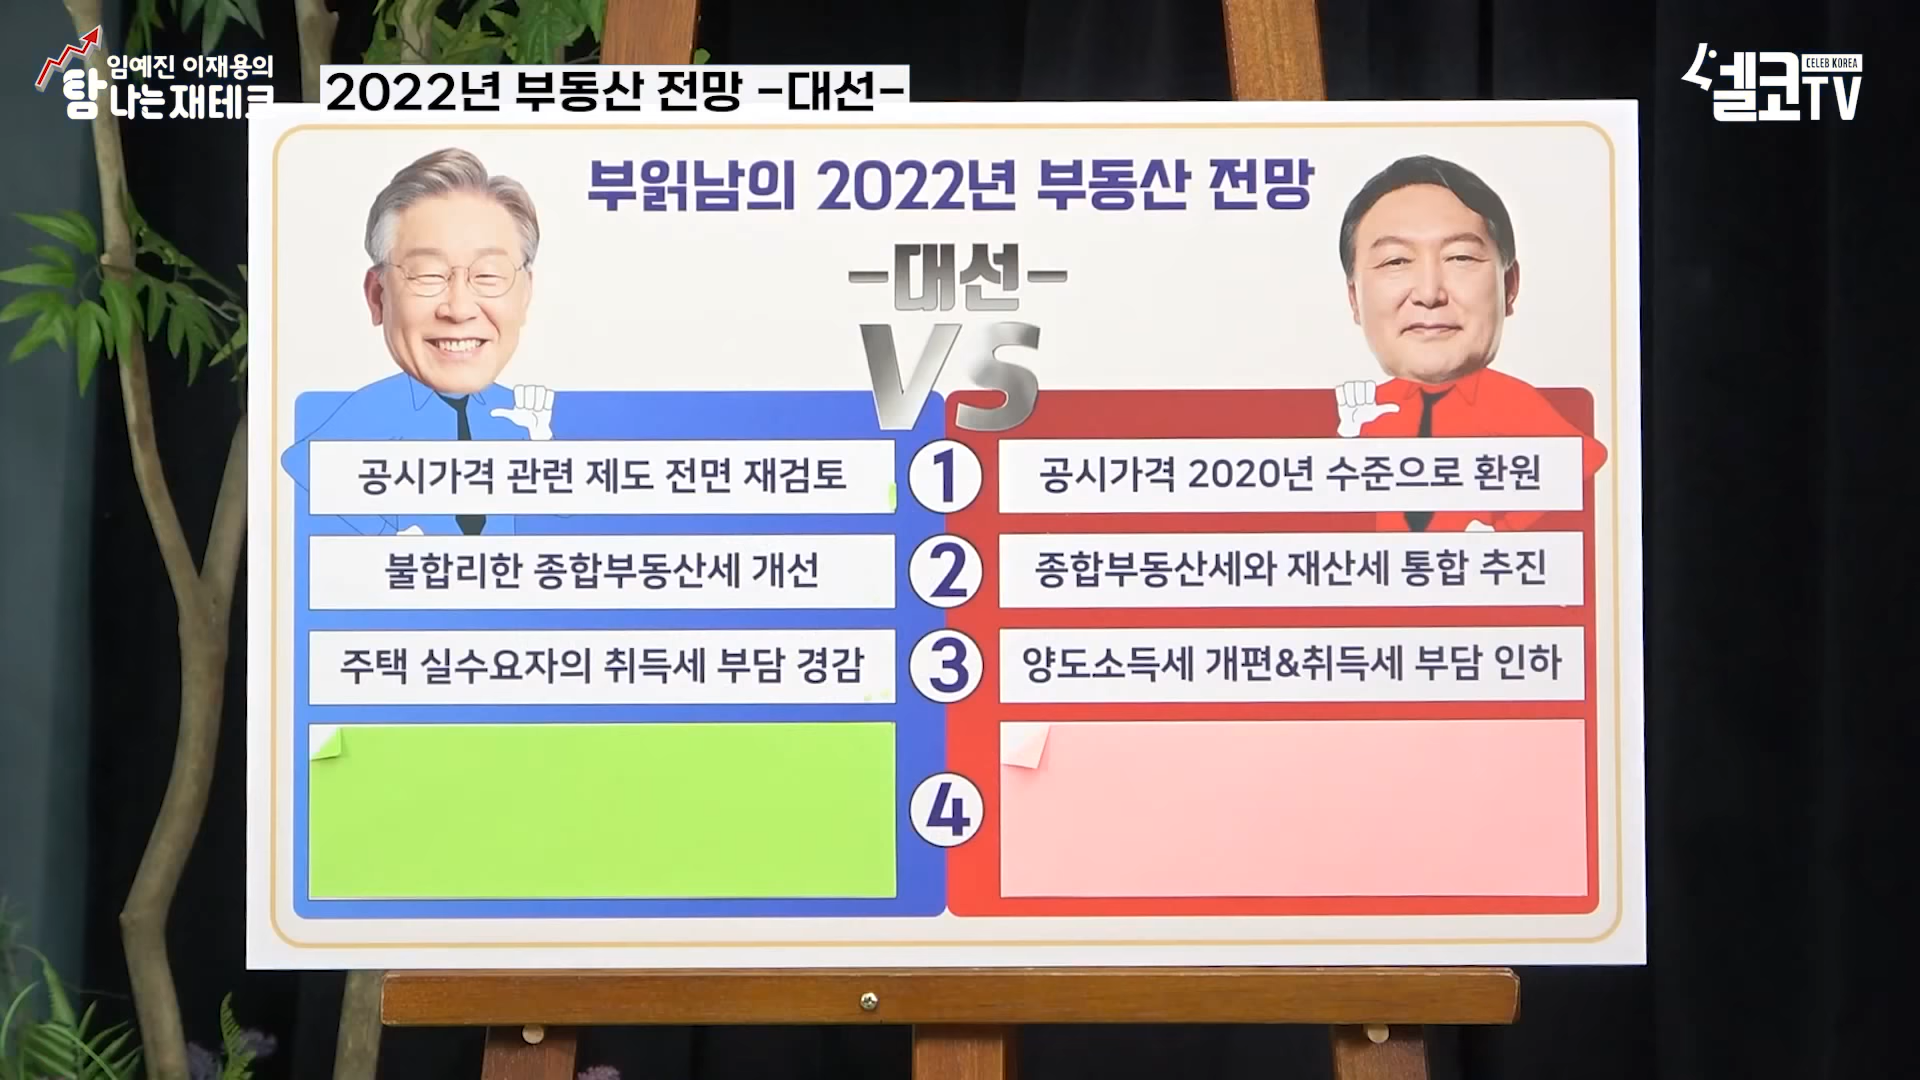 임예진 이재용의
탐나는재테크
2022년 부동산 전망 -대선-
셀코TV
CELEB KOREA
부읽남의 2022년 부동산 전망
-대선-
VS
공시가격 관련 제도 전면 재검토
1
공시가격 2020년 수준으로 환원
불합리한 종합부동산세 개선
2
종합부동산세와 재산세 통합 추진
주택 실수요자의 취득세 부담 경감
3
양도소득세 개편&취득세 부담 인하
4